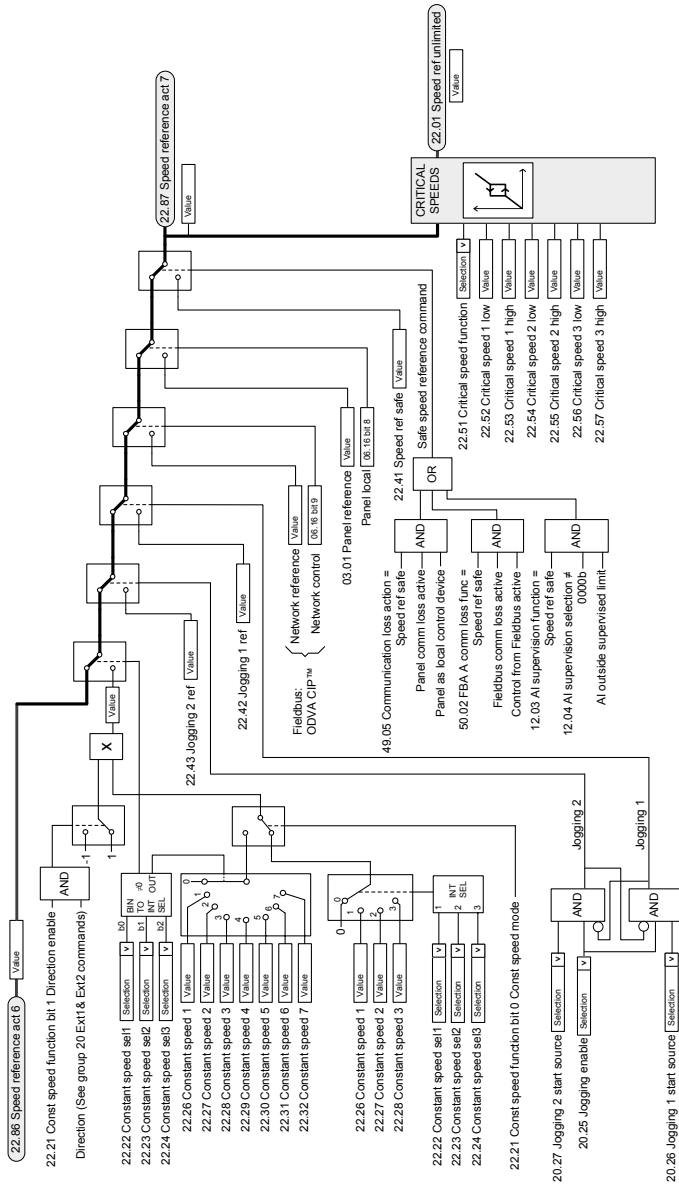 22.86 Speed reference act 6
Value
22.21 Const speed function bit 1 Direction enable
Direction (See group 20 Ext1& Ext2 commands)
AND
-1
1
X
Value
22.22 Constant speed sel1 Selection v
22.23 Constant speed sel2 Selection v
22.24 Constant speed sel3 Selection v
b0
b1
b2
BIN
TO
INT
≠0
OUT
SEL
22.26 Constant speed 1 Value
22.27 Constant speed 2 Value
22.28 Constant speed 3 Value
22.29 Constant speed 4 Value
22.30 Constant speed 5 Value
22.31 Constant speed 6 Value
22.32 Constant speed 7 Value
0
1
2
3
4
5
6
7
22.26 Constant speed 1 Value
22.27 Constant speed 2 Value
22.28 Constant speed 3 Value
0
0
1
2
3
22.22 Constant speed sel1 Selection v
22.23 Constant speed sel2 Selection v
22.24 Constant speed sel3 Selection v
1
2
3
INT
SEL
22.21 Const speed function bit 0 Const speed mode
20.27 Jogging 2 start source Selection v
20.25 Jogging enable Selection v
20.26 Jogging 1 start source Selection v
AND
AND
Jogging 2
Jogging 1
22.43 Jogging 2 ref Value
22.42 Jogging 1 ref Value
Fieldbus:
ODVA CIP™
Network reference Value
Network control 06.16 bit 9
03.01 Panel reference Value
Panel local 06.16 bit 8
22.41 Speed ref safe Value
Safe speed reference command
49.05 Communication loss action =
Speed ref safe
Panel comm loss active
Panel as local control device
AND
50.02 FBA A comm loss func =
Speed ref safe
Fieldbus comm loss active
Control from Fieldbus active
AND
12.03 AI supervision function =
Speed ref safe
12.04 AI supervision selection ≠
0000b
AI outside supervised limit
AND
OR
22.87 Speed reference act 7
Value
22.51 Critical speed function Selection v
22.52 Critical speed 1 low Value
22.53 Critical speed 1 high Value
22.54 Critical speed 2 low Value
22.55 Critical speed 2 high Value
22.56 Critical speed 3 low Value
22.57 Critical speed 3 high Value
CRITICAL
SPEEDS
22.01 Speed ref unlimited
Value